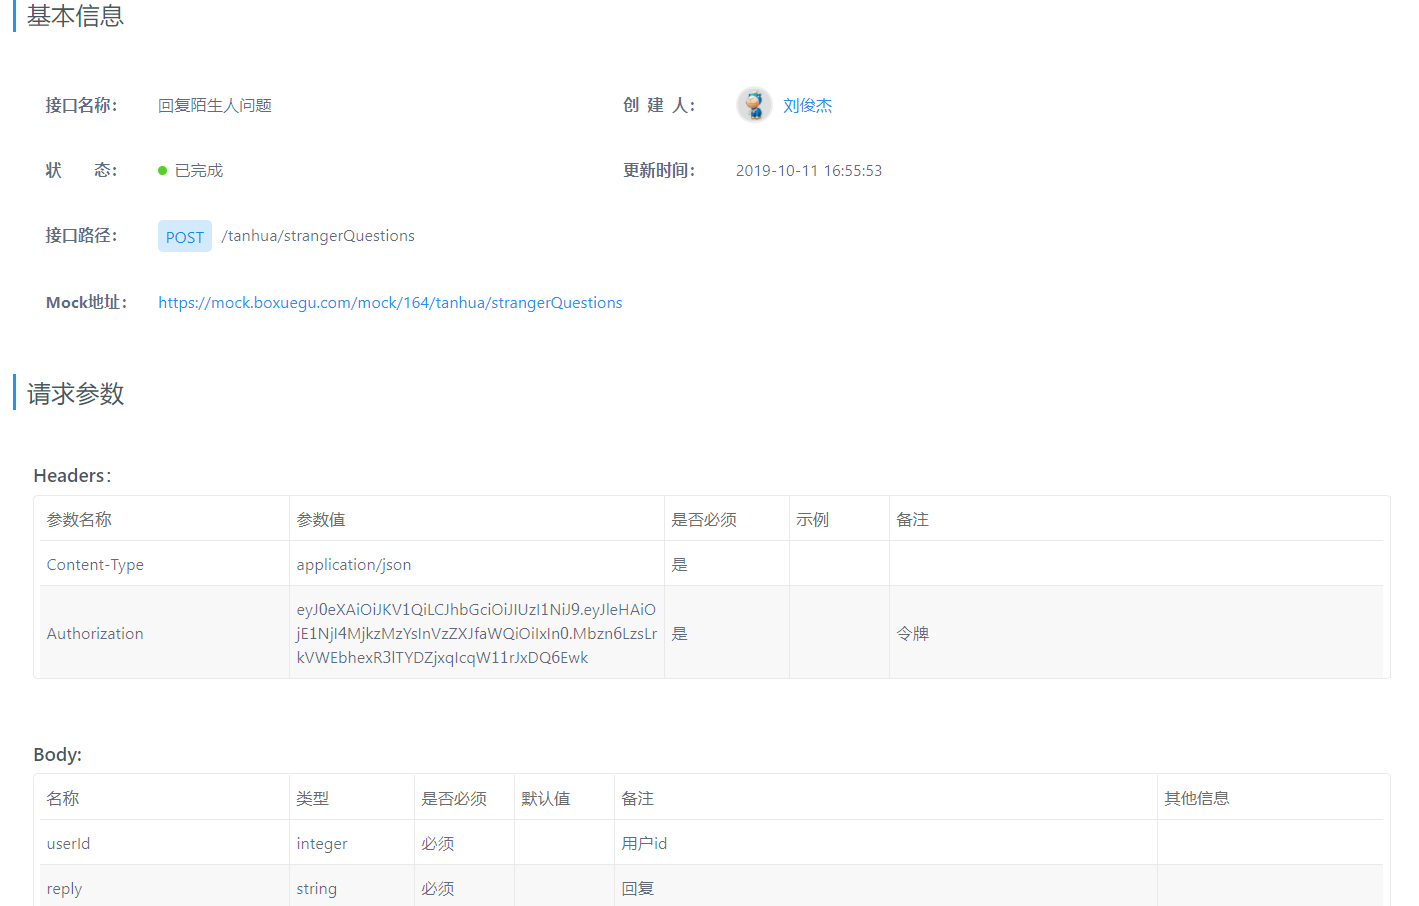 基本信息
接口名称： 回复陌生人问题 创 建 人： 刘俊杰
状 态： 已完成 更新时间： 2019-10-11 16:55:53
接口路径： POST /tanhua/strangerQuestions
Mock地址： https://mock.boxuegu.com/mock/164/tanhua/strangerQuestions
请求参数
Headers：
参数名称 参数值 是否必须 示例 备注
Content-Type application/json 是
eyJ0eXAiOiJKV1QiLCJhbGciOiJIUzI1NiJ9.eyJleHAiO
Authorization jE1NjI4MjkzMzYsInVzZXJfaWQiOiIxIn0.Mbzn6LzsLr 是 令牌
kVWEbhexR3lTYDZjxqIcqW11rJxDQ6Ewk
Body:
名称 类型 是否必须 默认值 备注 其他信息
userId integer 必须 用户id
reply string 必须 回复